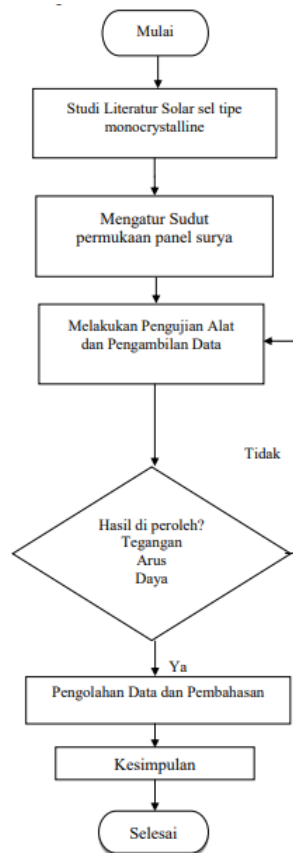 Mulai
Studi Literatur Solar sel tipe
monocrystalline
Mengatur Sudut
permukaan panel surya
Melakukan Pengujian Alat
dan Pengambilan Data
Tidak
Hasil di peroleh?
Tegangan
Arus
Daya
Ya
Pengolahan Data dan Pembahasan
Kesimpulan
Selesai